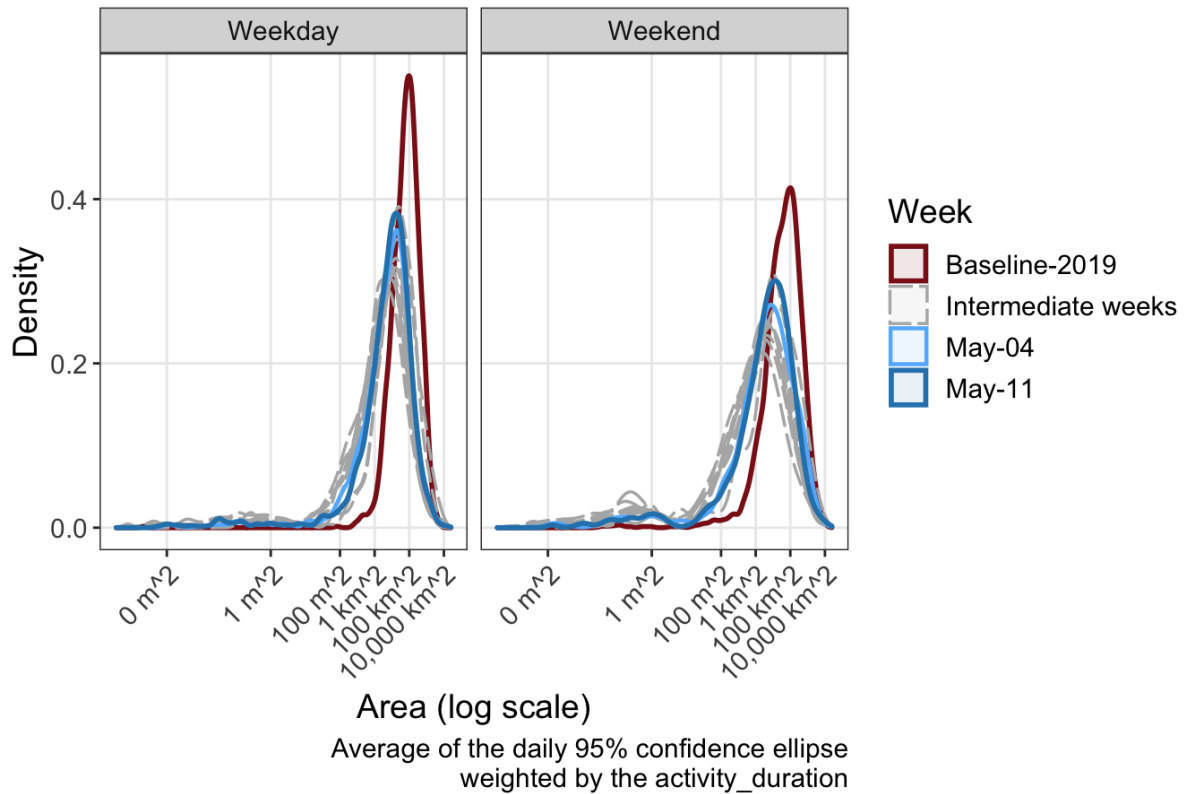 Weekday
Weekend
Density
0.4
0.2
0.0
0 m^2
1 m^2
100 m^2
1 km^2
100 km^2
10,000 km^2
0 m^2
1 m^2
100 m^2
1 km^2
100 km^2
10,000 km^2
Area (log scale)
Average of the daily 95% confidence ellipse
weighted by the activity_duration
Week
Baseline-2019
Intermediate weeks
May-04
May-11